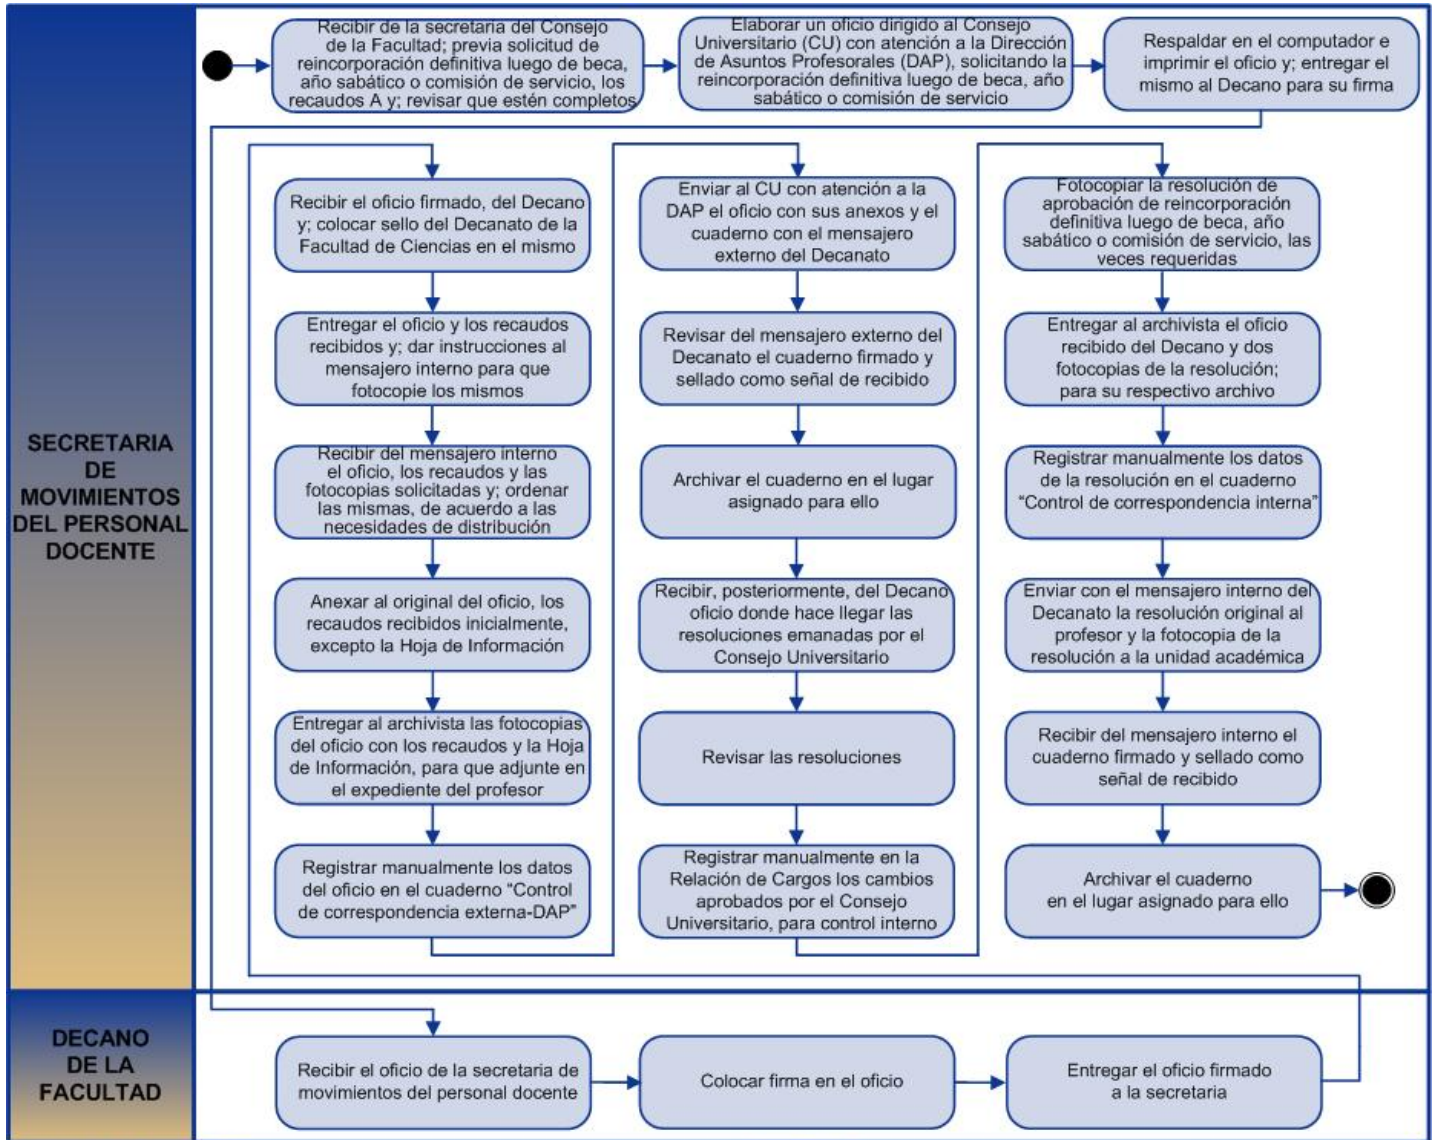 Recibir de la secretaria del Consejo
de la Facultad; previa solicitud de
reincorporación definitiva luego de beca,
año sabático o comisión de servicio, los
recaudos A y; revisar que estén completos
Elaborar un oficio dirigido al Consejo
Universitario (CU) con atención a la Dirección
de Asuntos Profesorales (DAP), solicitando la
reincorporación definitiva luego de beca, año
sabático o comisión de servicio
Respaldar en el computador e
imprimir el oficio y; entregar el
mismo al Decano para su firma
SECRETARIA
DE
MOVIMIENTOS
DEL PERSONAL
DOCENTE
Recibir el oficio firmado, del Decano
y; colocar sello del Decanato de la
Facultad de Ciencias en el mismo
Entregar el oficio y los recaudos
recibidos y; dar instrucciones al
mensajero interno para que
fotocopie los mismos
Recibir del mensajero interno
el oficio, los recaudos y las
fotocopias solicitadas y; ordenar
las mismas, de acuerdo a las
necesidades de distribución
Anexar al original del oficio, los
recaudos recibidos inicialmente,
excepto la Hoja de Información
Entregar al archivista las fotocopias
del oficio con los recaudos y la Hoja
de Información, para que adjunte en
el expediente del profesor
Registrar manualmente los datos
del oficio en el cuaderno “Control
de correspondencia externa-DAP”
Enviar al CU con atención a la
DAP el oficio con sus anexos y el
cuaderno con el mensajero
externo del Decanato
Revisar del mensajero externo del
Decanato el cuaderno firmado y
sellado como señal de recibido
Archivar el cuaderno en el lugar
asignado para ello
Recibir, posteriormente, del Decano
oficio donde hace llegar las
resoluciones emanadas por el
Consejo Universitario
Revisar las resoluciones
Registrar manualmente en la
Relación de Cargos los cambios
aprobados por el Consejo
Universitario, para control interno
Fotocopiar la resolución de
aprobación de reincorporación
definitiva luego de beca, año
sabático o comisión de servicio, las
veces requeridas
Entregar al archivista el oficio
recibido del Decano y dos
fotocopias de la resolución;
para su respectivo archivo
Registrar manualmente los datos
de la resolución en el cuaderno
“Control de correspondencia interna”
Enviar con el mensajero interno del
Decanato la resolución original al
profesor y la fotocopia de la
resolución a la unidad académica
Recibir del mensajero interno el
cuaderno firmado y sellado como
señal de recibido
Archivar el cuaderno
en el lugar asignado para ello
DECANO
DE LA
FACULTAD
Recibir el oficio de la secretaria de
movimientos del personal docente
Colocar firma en el oficio
Entregar el oficio firmado
a la secretaria